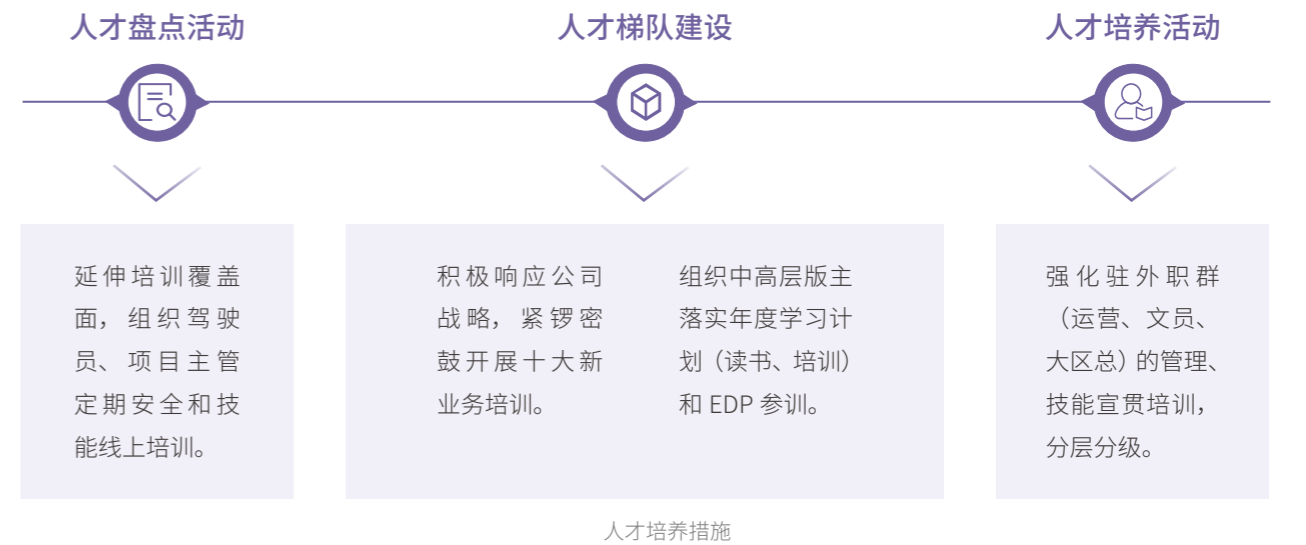 人才盘点活动
人才梯队建设
人才培养活动
延伸培训覆盖
面，组织驾驶
员、项目主管
定期安全和技
能线上培训。
积极响应公司
战略，紧锣密
鼓开展十大新
业务培训。
组织中高层版主
落实年度学习计
划（读书、培训）
和 EDP 参训。
强化驻外职群
（运营、文员、
大区总）的管理、
技能宣贯培训，
分层分级。
人才培养措施